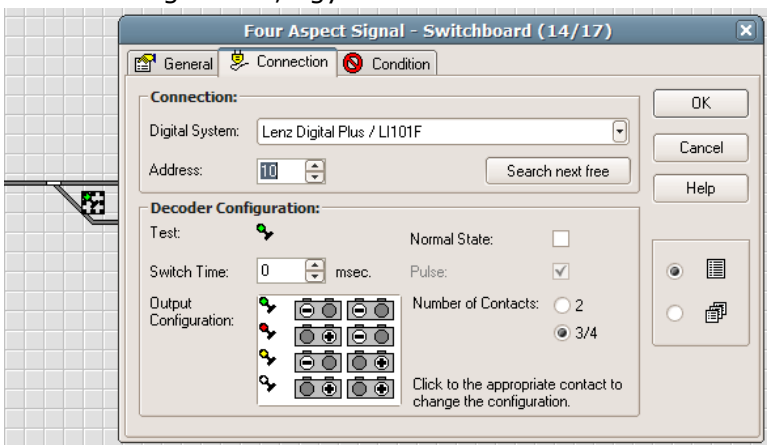 Four Aspect Signal - Switchboard (14/17)
General Connection Condition
Connection:
Digital System: Lenz Digital Plus / LI101F
Address: 10 Search next free
OK
Cancel
Help
Decoder Configuration:
Test: Normal State:
Switch Time: 0 msec. Pulse:
Output Configuration:
Number of Contacts: 2
3/4
Click to the appropriate contact to
change the configuration.